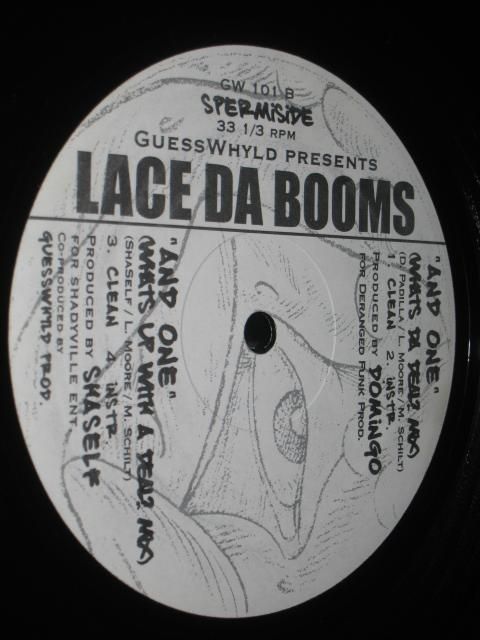 GW 101 B
SPERMiSIDE
33 1/3 RPM
GUESSWHYLD PRESENTS
LACE DA BOOMS
"AND ONE"
(WHATS DA DEAL? MIX)
(D. PADILLA / L. MOORE / M. SCHILT)
1. CLEAN 2. iNSTR.
PRODUCED BY DOMiNGO
FOR DERANGED FUNK PROD.
"AND ONE"
(WHATS UP WITH A DEAL? MIX)
(SHASELF / L. MOORE / M. SCHILT)
3. CLEAN 4. iNSTR.
PRODUCED BY SHASELF
FOR SHADYVILLE ENT.
CO-PRODUCED BY
GUESSWHYLD PROD.